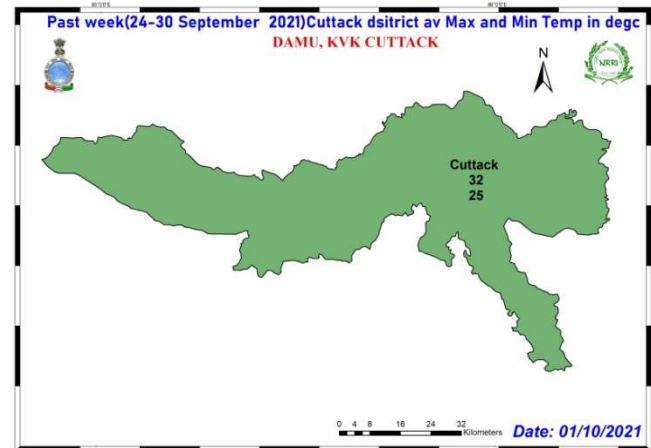 Past week(24-30 September 2021)Cuttack dsitrict av Max and Min Temp in degc
DAMU, KVK CUTTACK
N
NRRI
Cuttack
32
25
0 4 8 16 24 32
Kilometers
Date: 01/10/2021